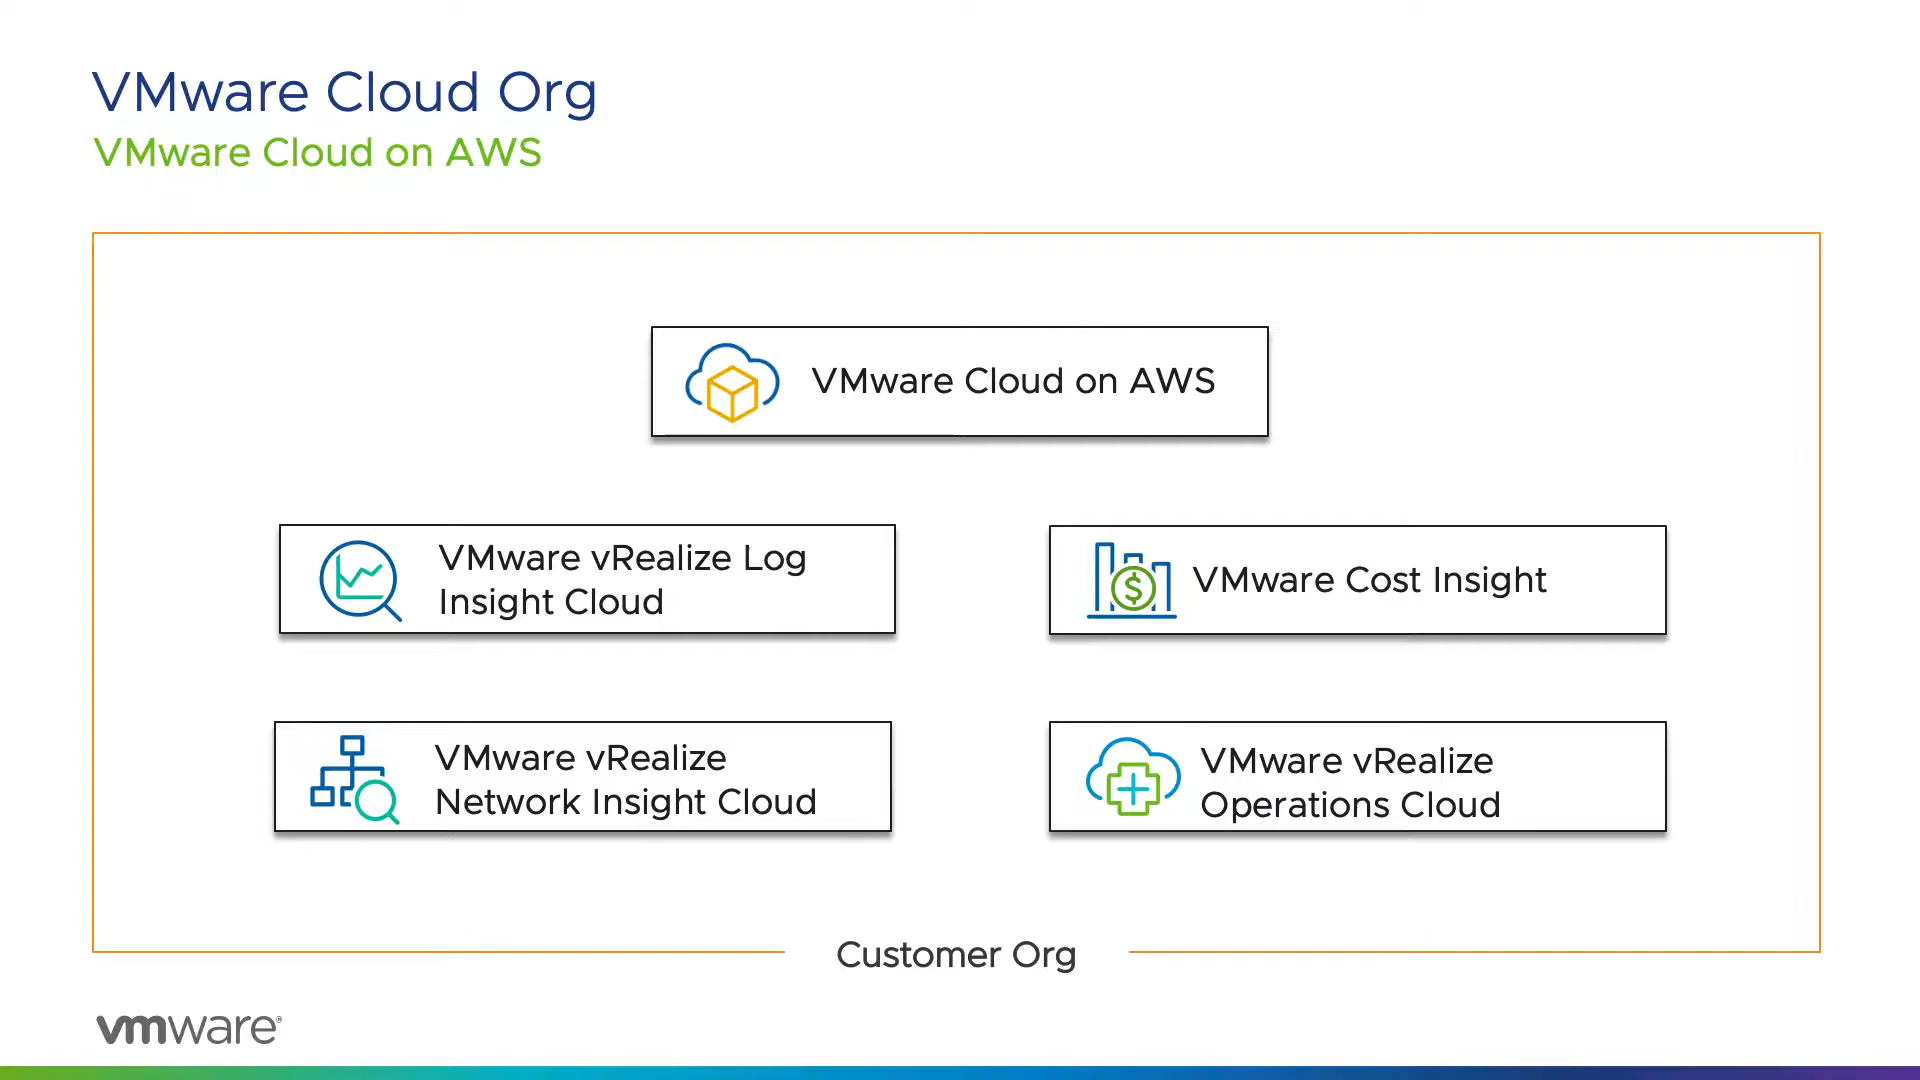 VMware Cloud Org
VMware Cloud on AWS
VMware Cloud on AWS
VMware vRealize Log
Insight Cloud
$
VMware Cost Insight
VMware vRealize
Network Insight Cloud
VMware vRealize
Operations Cloud
Customer Org
vmware®